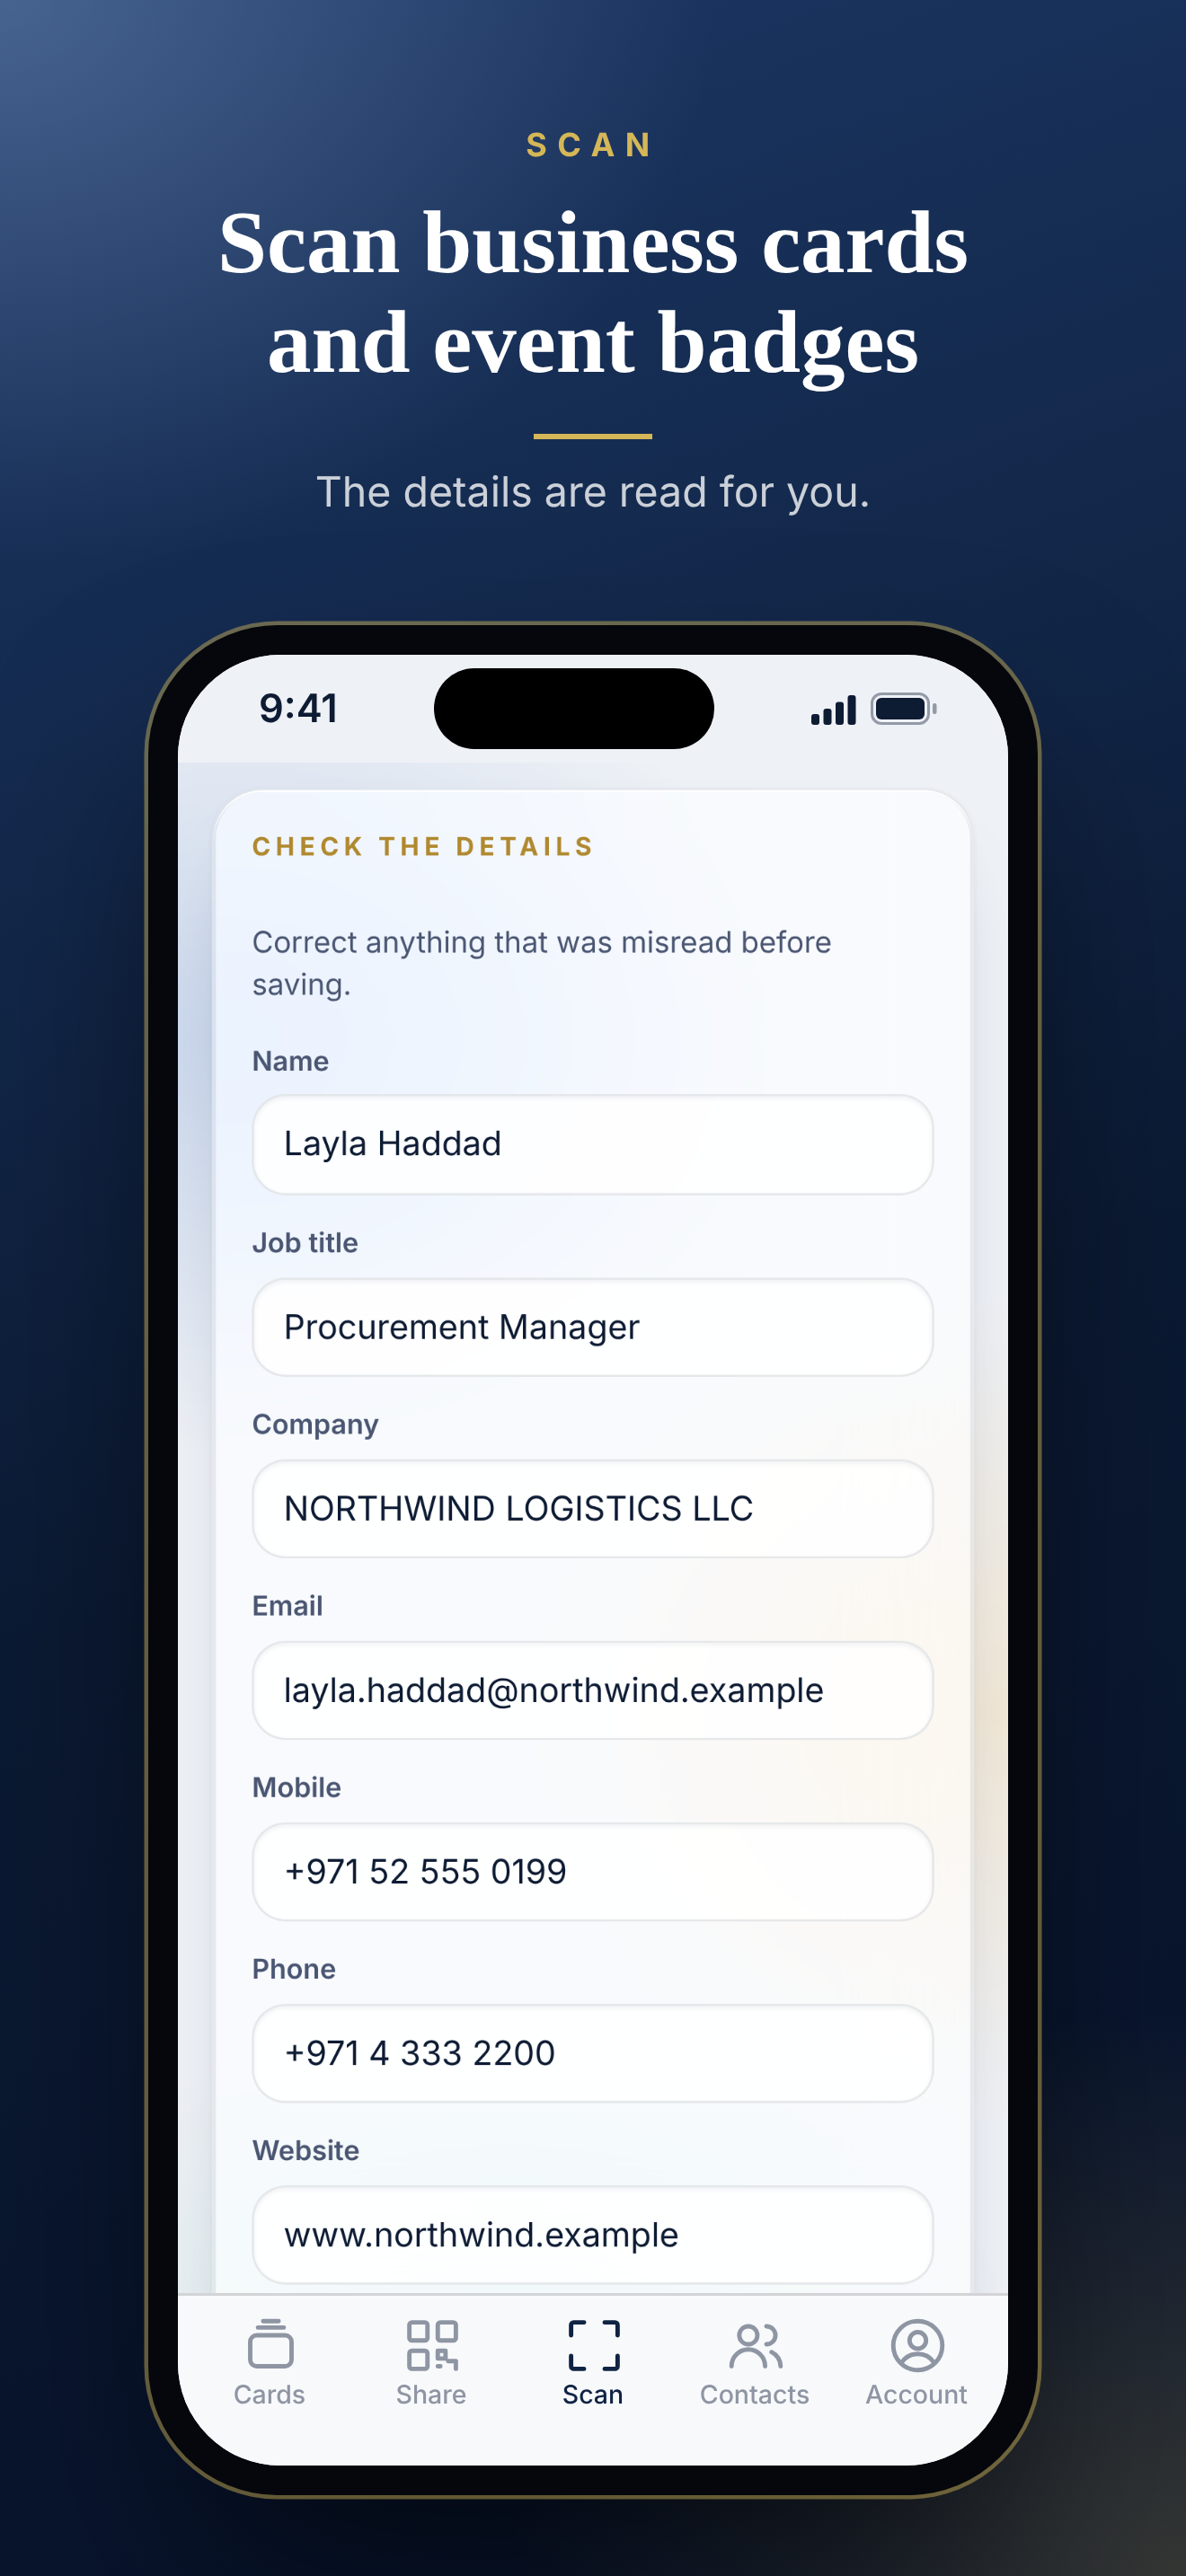 SCAN
Scan business cards
and event badges
The details are read for you.
9:41
CHECK THE DETAILS
Correct anything that was misread before
saving.
Name
Layla Haddad
Job title
Procurement Manager
Company
NORTHWIND LOGISTICS LLC
Email
layla.haddad@northwind.example
Mobile
+971 52 555 0199
Phone
+971 4 333 2200
Website
www.northwind.example
Cards Share Scan Contacts Account